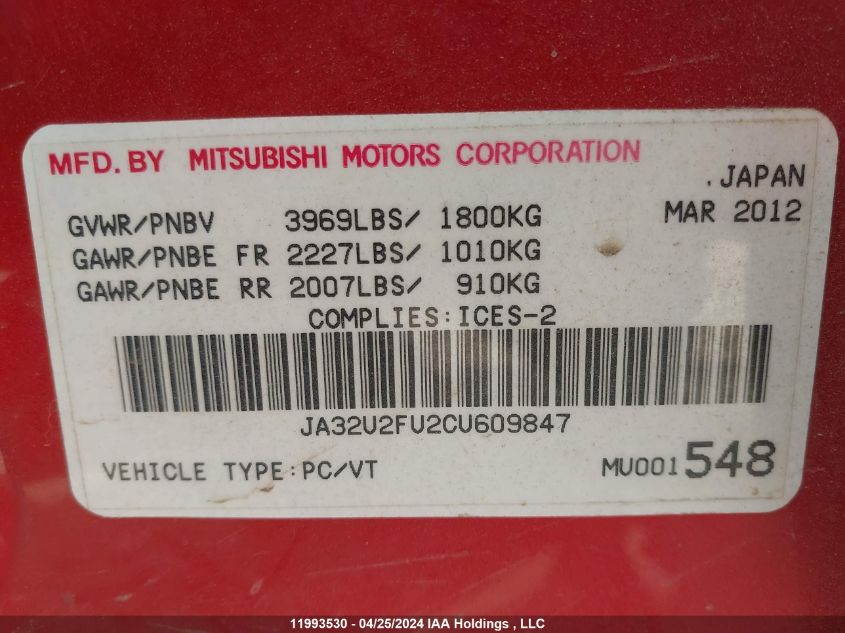 MFD. BY MITSUBISHI MOTORS CORPORATION
, JAPAN
GVWR/PNBV 3969LBS/ 1800KG MAR 2012
GAWR/PNBE FR 2227LBS/ 1010KG
GAWR/PNBE RR 2007LBS/ 910KG
COMPLIES:ICES-2
JA32U2FU2CU609847
VEHICLE TYPE:PC/VT MU001548
11993530 - 04/25/2024 IAA Holdings , LLC